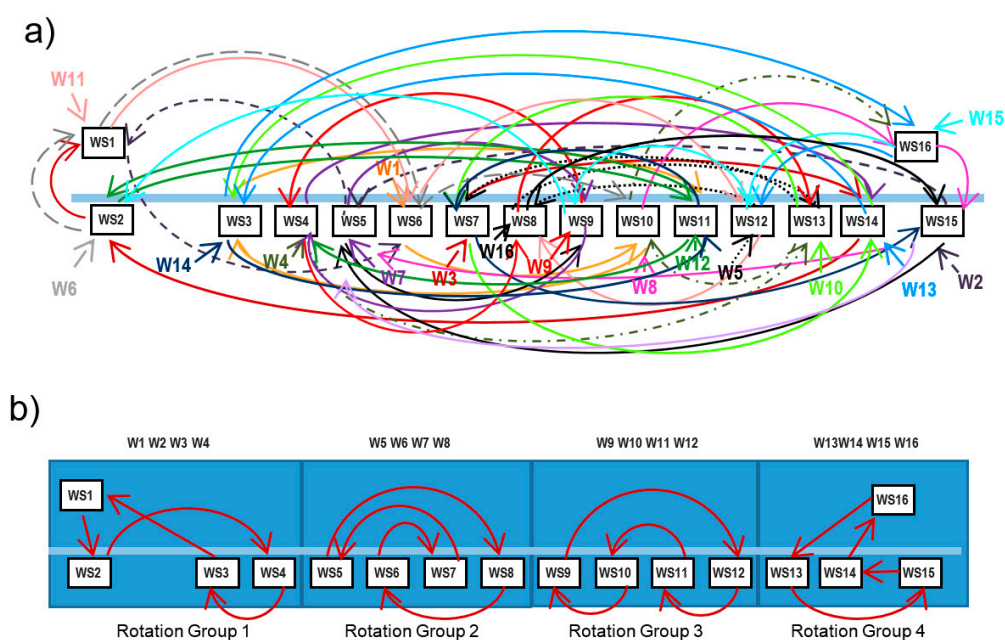 a)
W11
W15
WS1
WS16
W1
WS2
WS3
WS4
WS5
WS6
WS7
WS8
WS9
WS10
WS11
WS12
WS13
WS14
WS15
W16
W6
W14
W4
W7
W3
W9
W8
W12
W5
W10
W13
W2
b)
W1 W2 W3 W4
W5 W6 W7 W8
W9 W10 W11 W12
W13W14 W15 W16
WS1
WS16
WS2
WS3
WS4
WS5
WS6
WS7
WS8
WS9
WS10
WS11
WS12
WS13
WS14
WS15
Rotation Group 1
Rotation Group 2
Rotation Group 3
Rotation Group 4